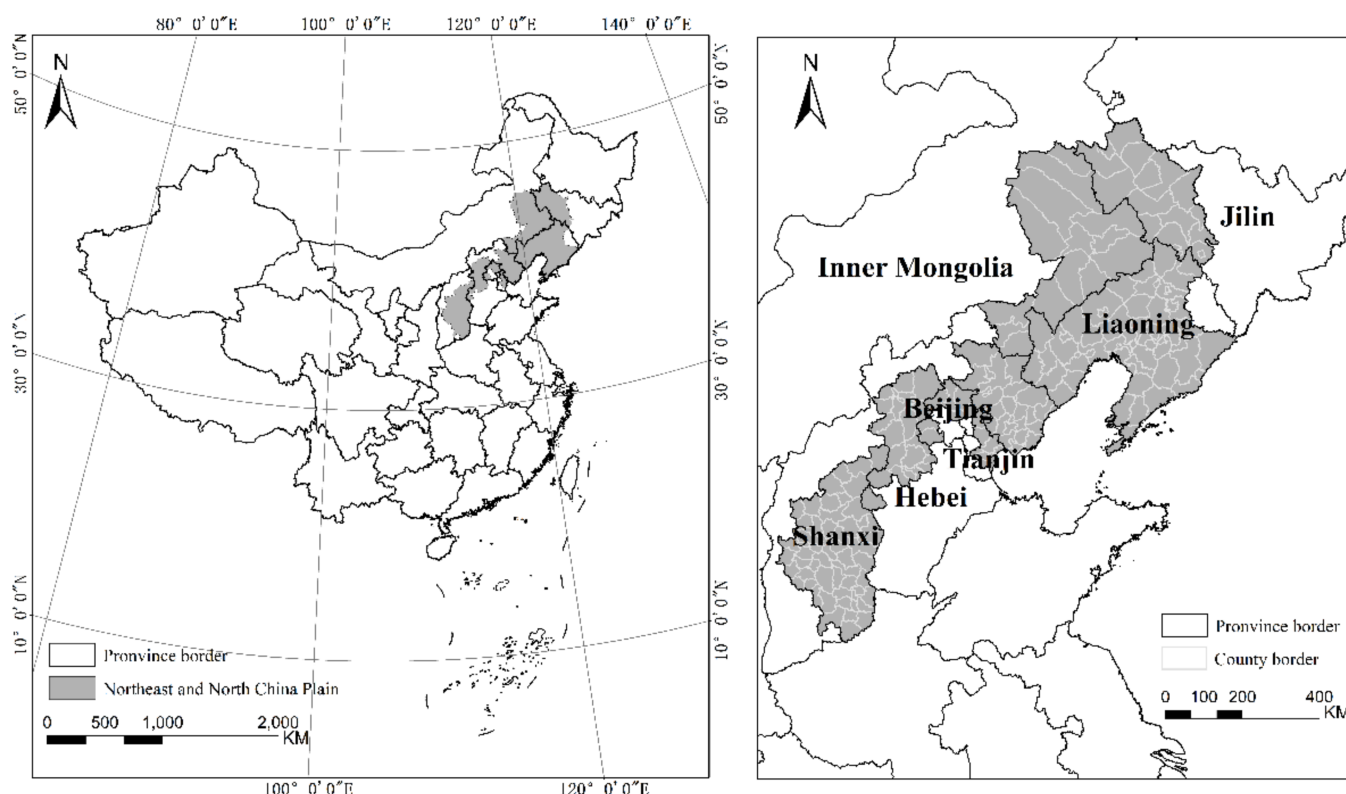 80° 0′0″E
100° 0′0″E
120° 0′0″E
140° 0′0″E
50° 0′0″N
30° 0′0″N
10° 0′0″N
N
50° 0′0″N
30° 0′0″N
10° 0′0″N
Pronvince border
Northeast and North China Plain
0 500 1,000 2,000
KM
100° 0′0″E
120° 0′0″E
N
Jilin
Inner Mongolia
Liaoning
Beijing
Tianjin
Hebei
Shanxi
Pronvince border
County border
0 100 200 400
KM